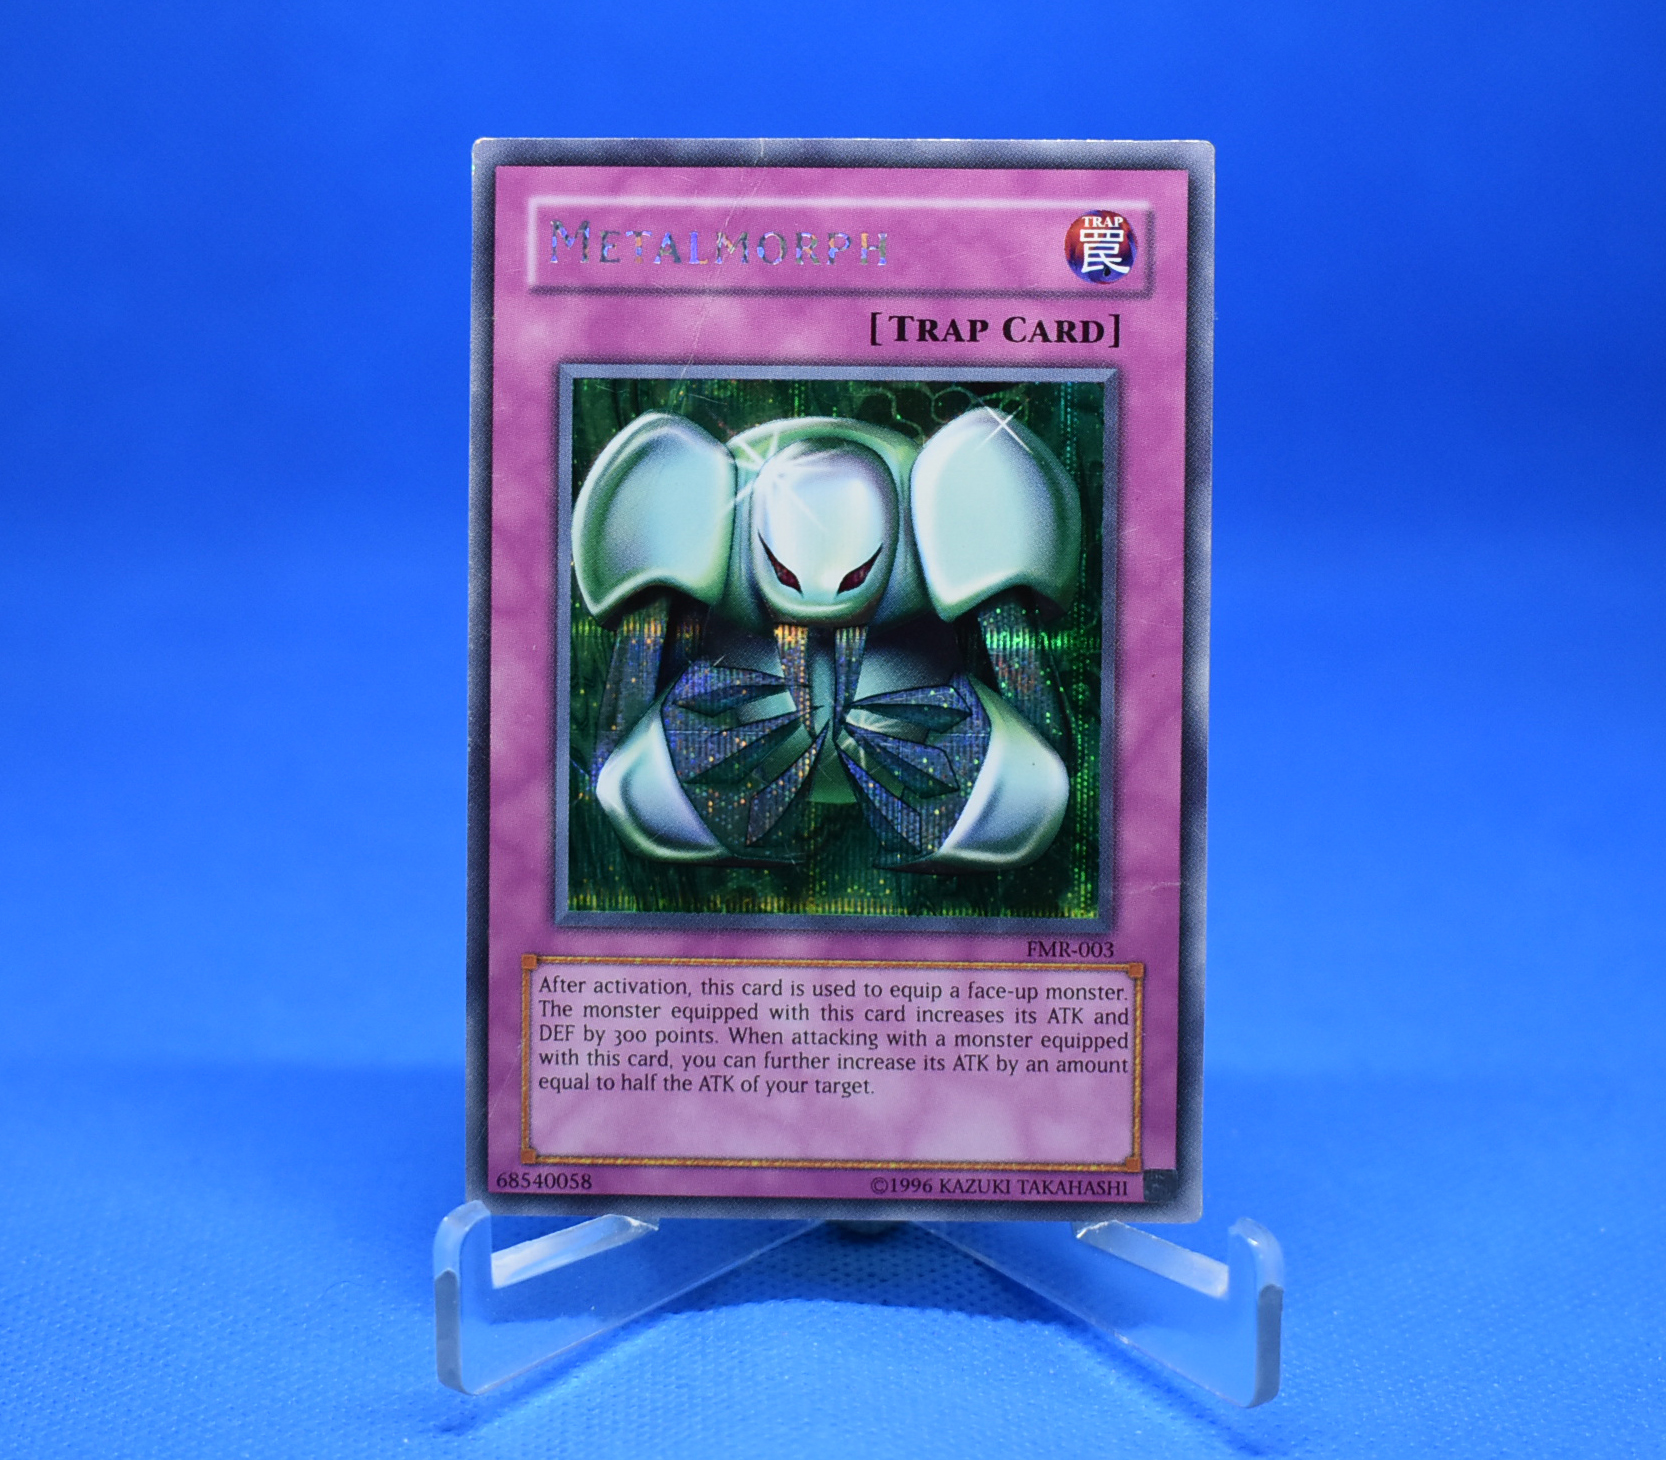 METALMORPH
TRAP
罠
[TRAP CARD]
FMR-003
After activation, this card is used to equip a face-up monster.
The monster equipped with this card increases its ATK and
DEF by 300 points. When attacking with a monster equipped
with this card, you can further increase its ATK by an amount
equal to half the ATK of your target.
68540058
©1996 KAZUKI TAKAHASHI